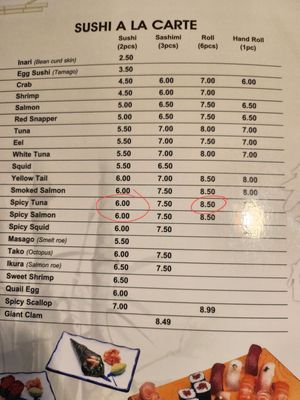 SUSHI A LA CARTE
Sushi (2pcs) Sashimi (3pcs) Roll (6pcs) Hand Roll (1pc)
Inari (Bean curd skin) 2.50
Egg Sushi (Tamago) 3.50
Crab 4.50 6.00 7.00 6.00
Shrimp 4.50 6.00 7.00
Salmon 5.00 6.50 7.50 6.50
Red Snapper 5.00 6.50 7.50 6.50
Tuna 5.50 7.00 8.00 7.00
Eel 5.50 7.00 7.50 7.00
White Tuna 5.50 7.00 8.00 7.00
Squid 5.50 6.50
Yellow Tail 6.00 7.00 8.50 8.00
Smoked Salmon 6.00 7.50 8.50 8.00
Spicy Tuna 6.00 7.50 8.50
Spicy Salmon 6.00 7.50 8.50
Spicy Squid 6.00 7.50
Masago (Smelt roe) 5.50
Tako (Octopus) 6.00 7.50
Ikura (Salmon roe) 6.50 7.50
Sweet Shrimp 6.50
Quail Egg 6.00
Spicy Scallop 7.00 8.99
Giant Clam 8.49